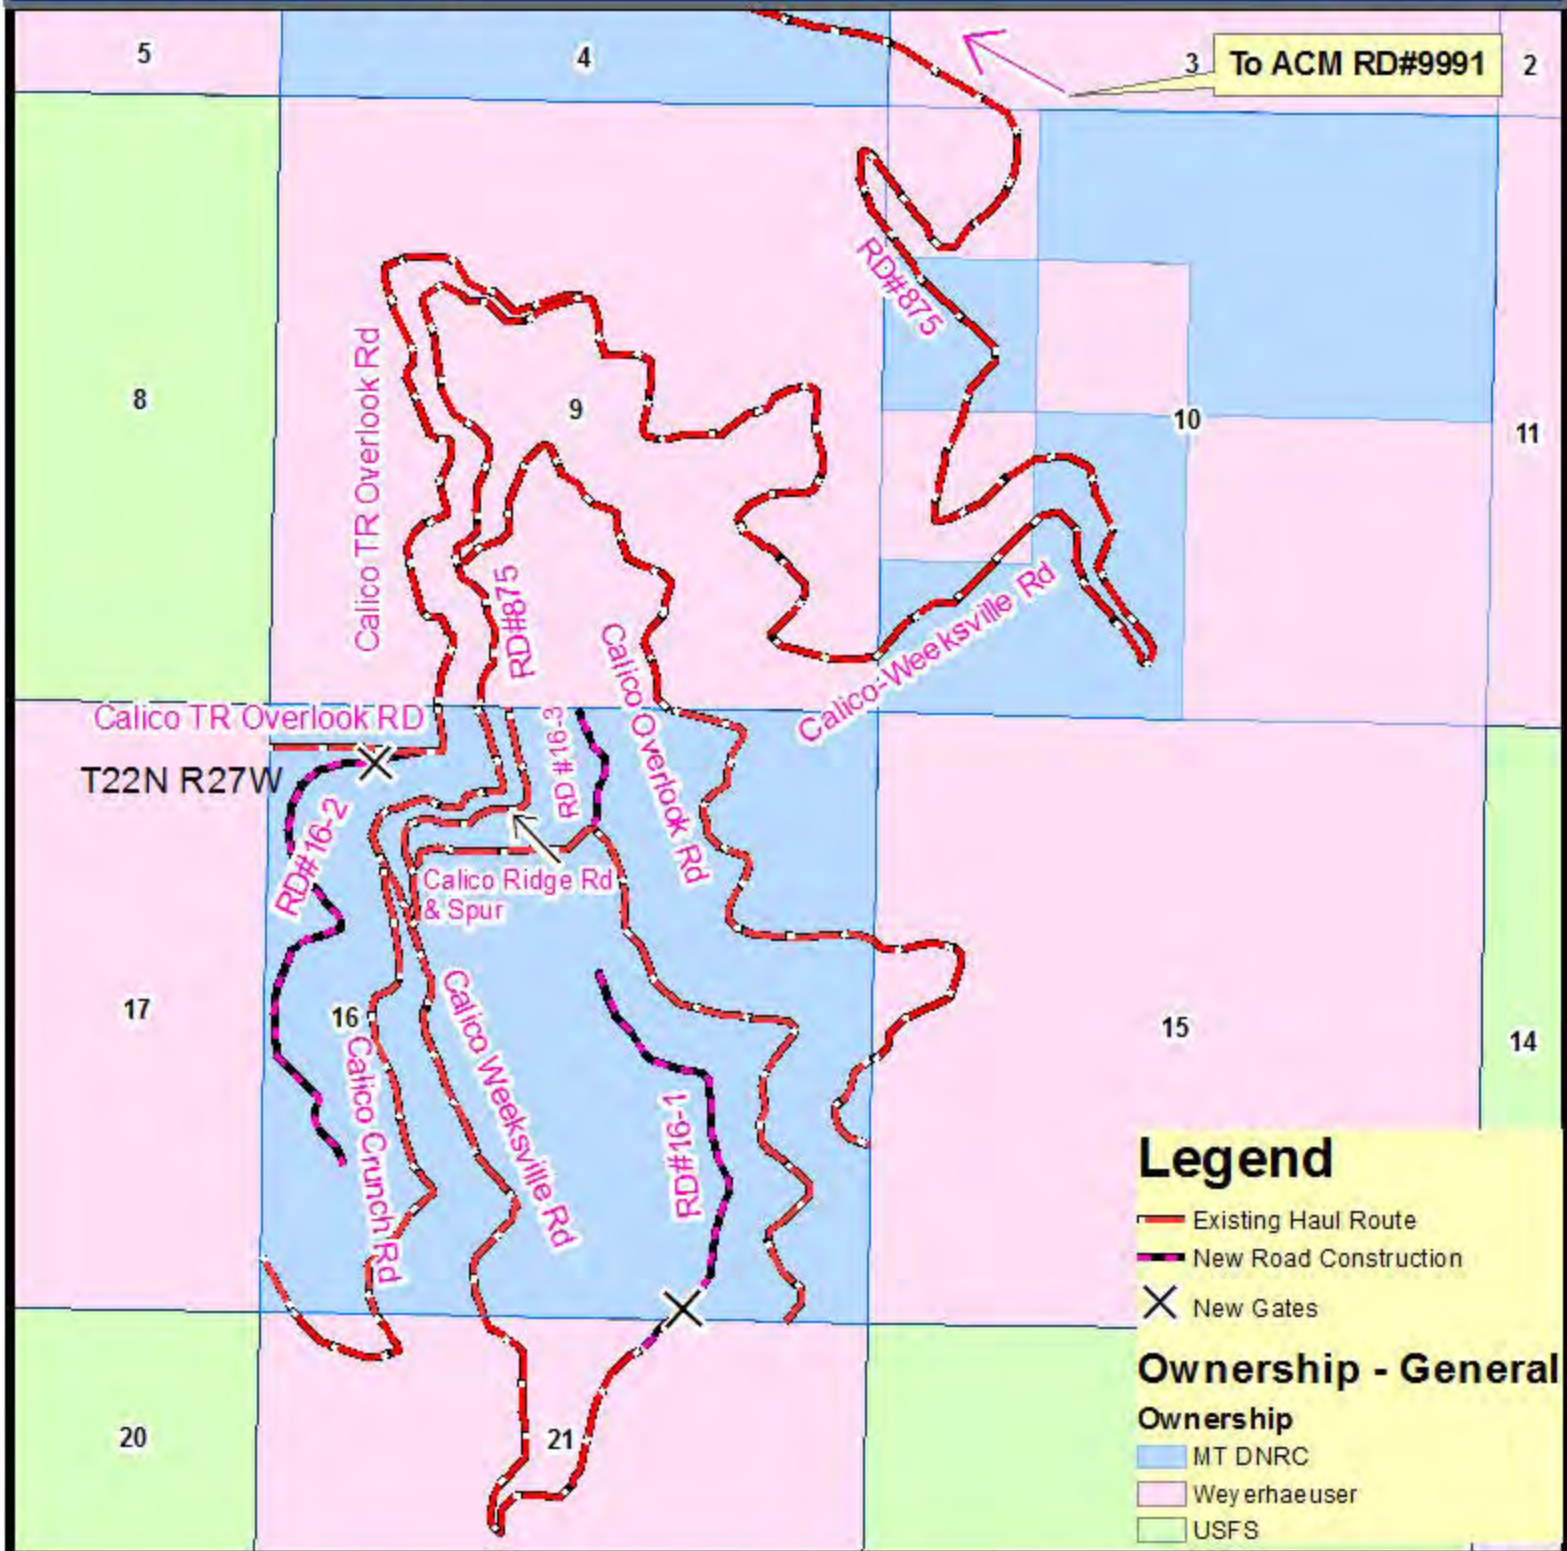 5
4
3
To ACM RD#9991
2
RD#875
Calico TR Overlook Rd
8
9
10
11
RD#875
Calico Overlook Rd
Calico-Weeksville Rd
Calico TR Overlook RD
RD#16-3
T22N R27W
RD#16-2
Calico Ridge Rd
& Spur
17
16
Calico Weeksville Rd
Calico Crunch Rd
RD#16-1
15
14
20
21
Legend
Existing Haul Route
New Road Construction
New Gates
Ownership - General
Ownership
MT DNRC
Weyerhaeuser
USFS